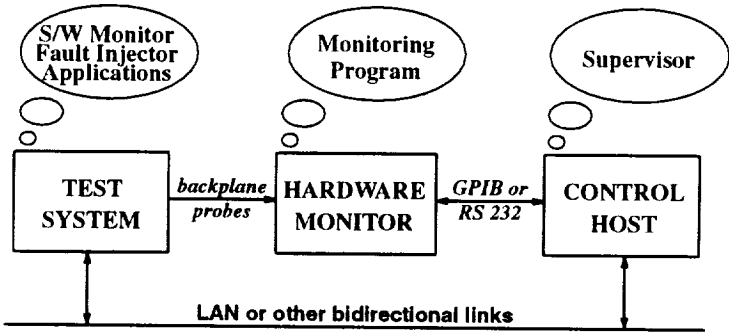 S/W Monitor
Fault Injector
Applications
Monitoring
Program
Supervisor
TEST
SYSTEM
backplane
probes
HARDWARE
MONITOR
GPIB or
RS 232
CONTROL
HOST
LAN or other bidirectional links